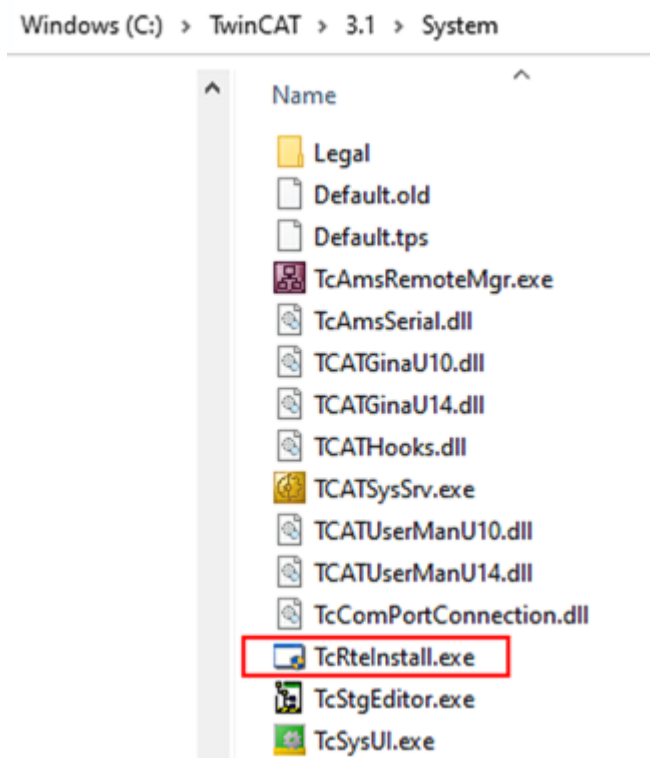 Windows (C:) > TwinCAT > 3.1 > System
Name
Legal
Default.old
Default.tps
TcAmsRemoteMgr.exe
TcAmsSerial.dll
TCATGinaU10.dll
TCATGinaU14.dll
TCATHooks.dll
TCATSysSrv.exe
TCATUserManU10.dll
TCATUserManU14.dll
TcComPortConnection.dll
TcRteInstall.exe
TcStgEditor.exe
TcSysUI.exe